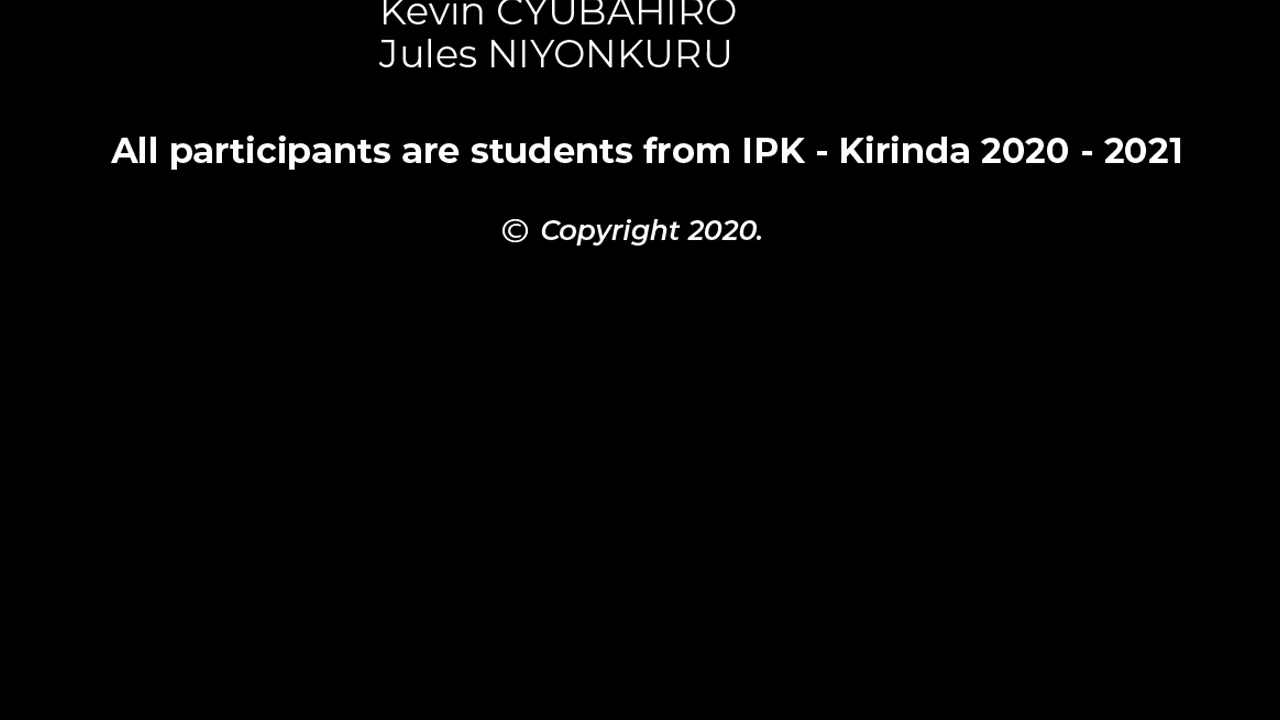 Kevin CYUBAHIRO
Jules NIYONKURU
All participants are students from IPK - Kirinda 2020 - 2021
© Copyright 2020.